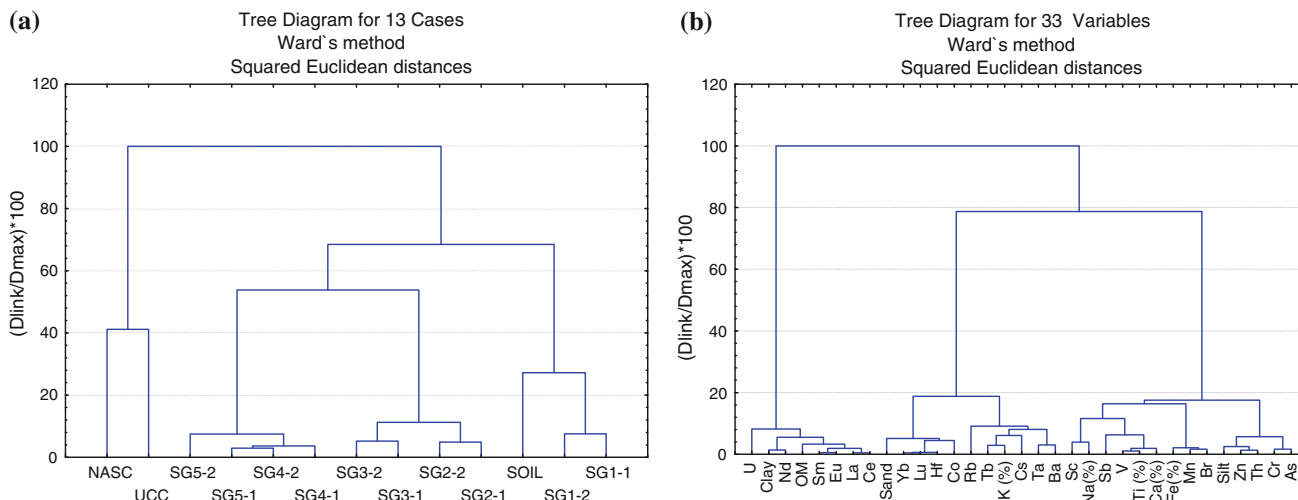 (a)
Tree Diagram for 13 Cases
Ward`s method
Squared Euclidean distances
(Dlink/Dmax)*100
120
100
80
60
40
20
0
NASC SG5-2 SG4-2 SG3-2 SG2-2 SOIL SG1-1
UCC SG5-1 SG4-1 SG3-1 SG2-1 SG1-2
(b)
Tree Diagram for 33 Variables
Ward`s method
Squared Euclidean distances
(Dlink/Dmax)*100
120
100
80
60
40
20
0
U
Clay
Nd
OM
Sm
Eu
La
Ce
Sand
Yb
Lu
Hf
Co
Rb
Tb
K (%)
Cs
Ta
Ba
Sc
Na(%)
Sb
V
Ti (%)
Ca(%)
Fe(%)
Mn
Br
Silt
Zn
Th
Cr
As